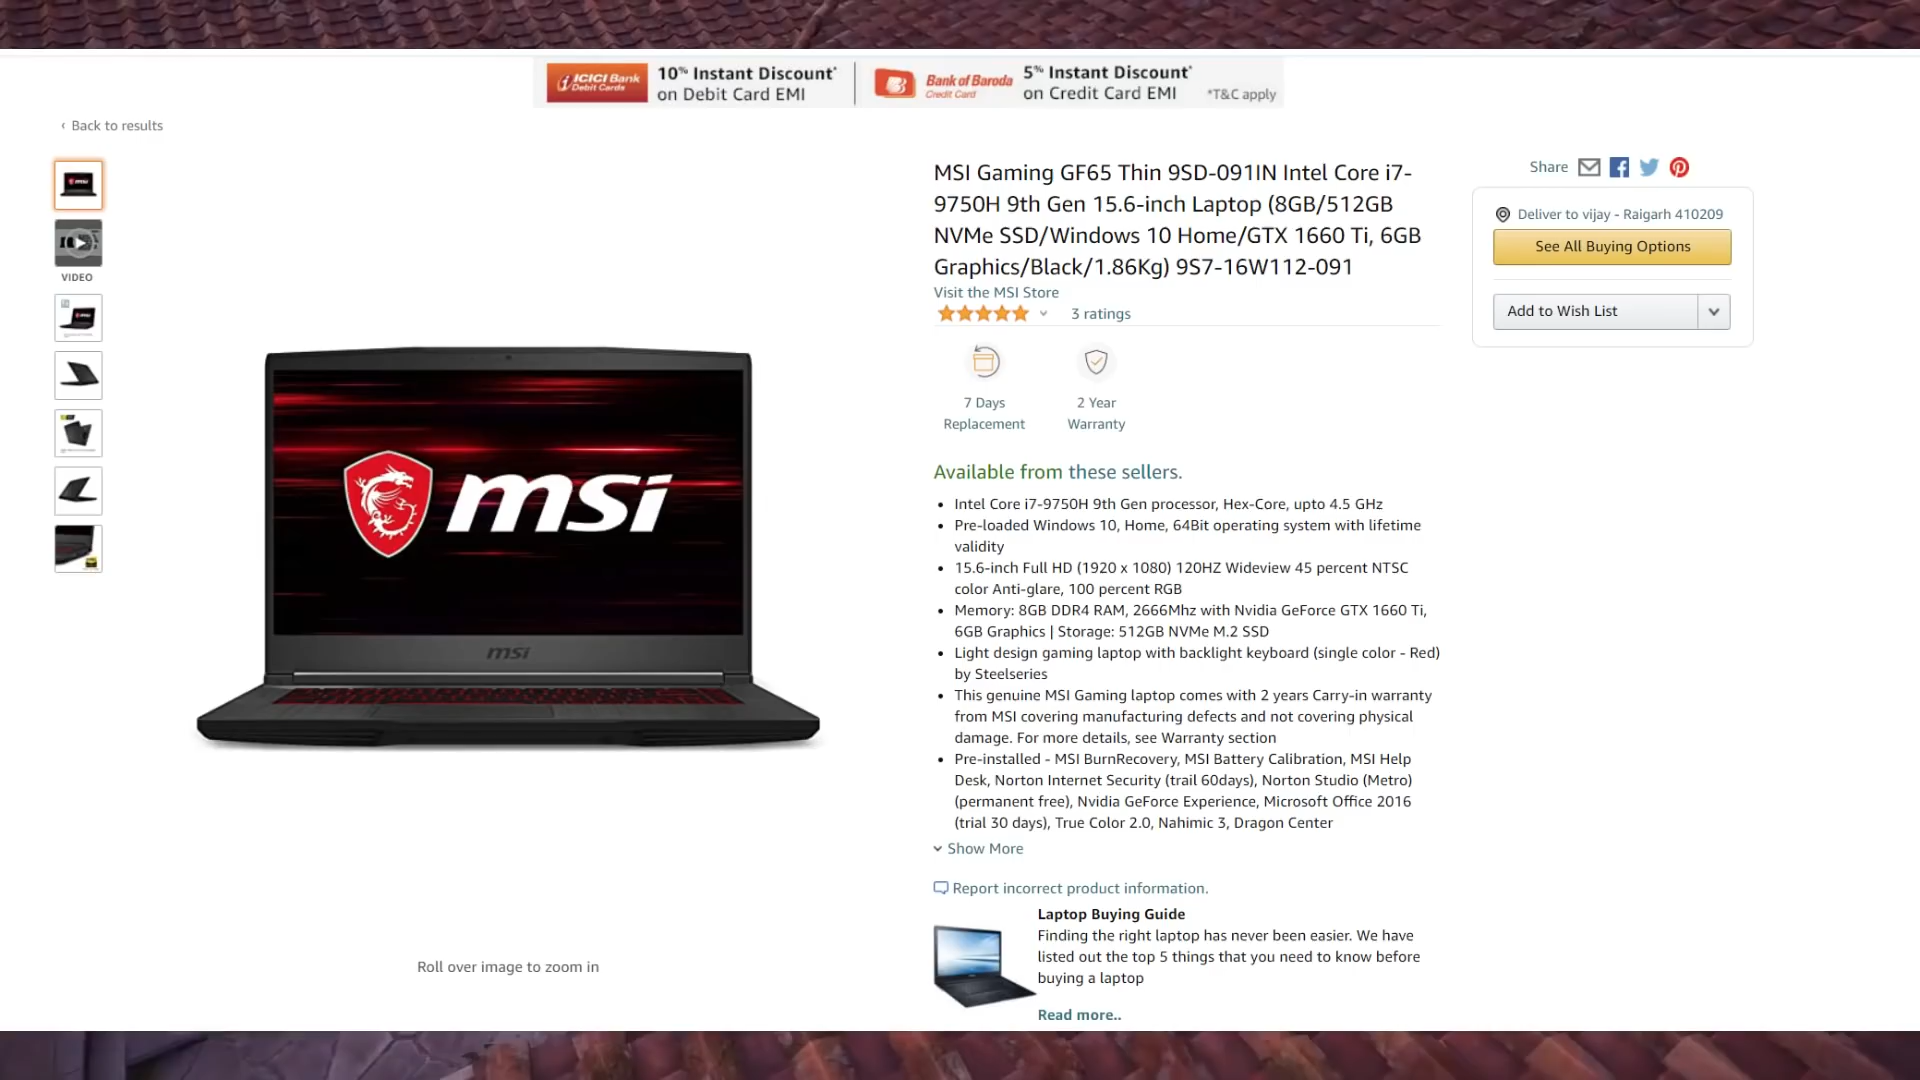 ICICI Bank
Debit Cards
10% Instant Discount*
on Debit Card EMI
Bank of Baroda
Credit Card
5% Instant Discount*
on Credit Card EMI
*T&C apply
‹ Back to results
VIDEO
MSI Gaming GF65 Thin 9SD-091IN Intel Core i7-
9750H 9th Gen 15.6-inch Laptop (8GB/512GB
NVMe SSD/Windows 10 Home/GTX 1660 Ti, 6GB
Graphics/Black/1.86Kg) 9S7-16W112-091
Visit the MSI Store
3 ratings
7 Days
Replacement
2 Year
Warranty
Available from these sellers.
• Intel Core i7-9750H 9th Gen processor, Hex-Core, upto 4.5 GHz
• Pre-loaded Windows 10, Home, 64Bit operating system with lifetime
validity
• 15.6-inch Full HD (1920 x 1080) 120HZ Wideview 45 percent NTSC
color Anti-glare, 100 percent RGB
• Memory: 8GB DDR4 RAM, 2666Mhz with Nvidia GeForce GTX 1660 Ti,
6GB Graphics | Storage: 512GB NVMe M.2 SSD
• Light design gaming laptop with backlight keyboard (single color - Red)
by Steelseries
• This genuine MSI Gaming laptop comes with 2 years Carry-in warranty
from MSI covering manufacturing defects and not covering physical
damage. For more details, see Warranty section
• Pre-installed - MSI BurnRecovery, MSI Battery Calibration, MSI Help
Desk, Norton Internet Security (trail 60days), Norton Studio (Metro)
(permanent free), Nvidia GeForce Experience, Microsoft Office 2016
(trial 30 days), True Color 2.0, Nahimic 3, Dragon Center
Show More
Report incorrect product information.
Laptop Buying Guide
Finding the right laptop has never been easier. We have
listed out the top 5 things that you need to know before
buying a laptop
Read more..
Share
Deliver to vijay - Raigarh 410209
See All Buying Options
Add to Wish List
msi
msi
Roll over image to zoom in